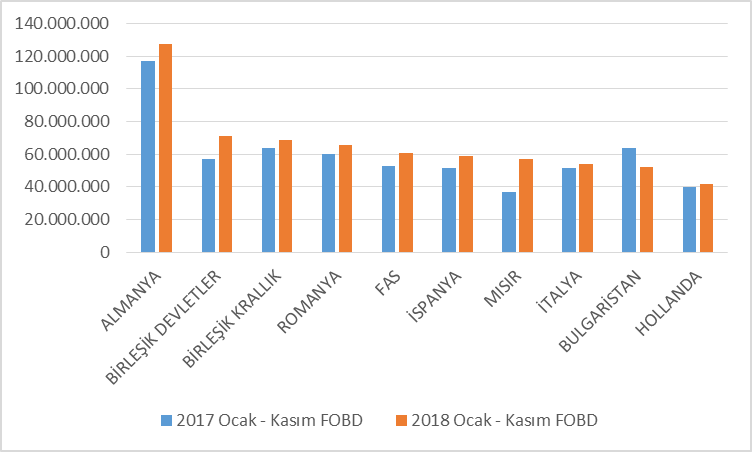 140.000.000
120.000.000
100.000.000
80.000.000
60.000.000
40.000.000
20.000.000
0
ALMANYA
BİRLEŞİK DEVLETLER
BİRLEŞİK KRALLIK
ROMANYA
FAS
İSPANYA
MISIR
İTALYA
BULGARİSTAN
HOLLANDA
2017 Ocak - Kasım FOBD
2018 Ocak - Kasım FOBD